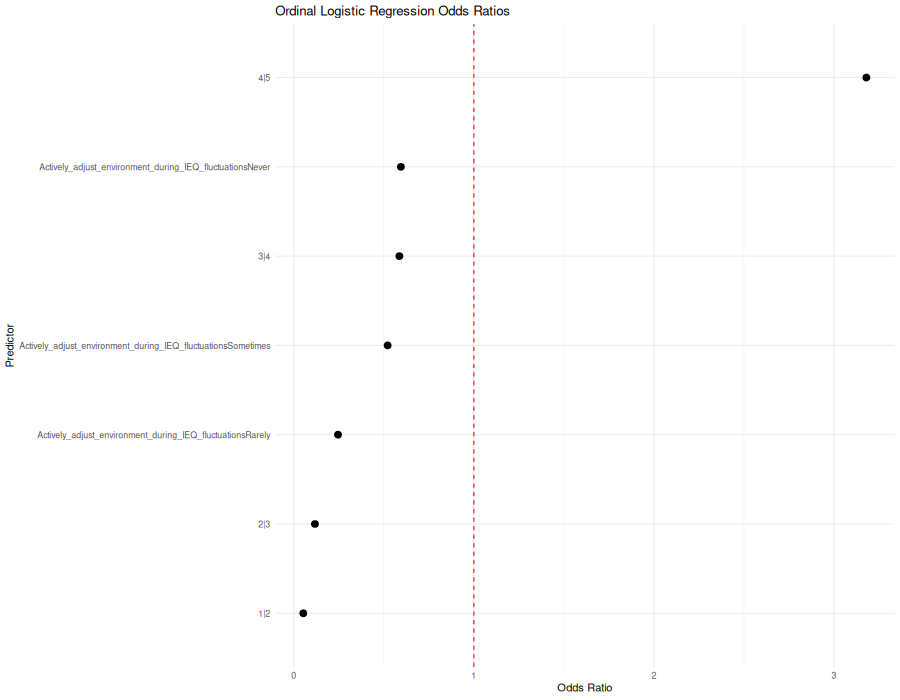 Ordinal Logistic Regression Odds Ratios
4|5
Actively_adjust_environment_during_IEQ_fluctuationsNever
3|4
Actively_adjust_environment_during_IEQ_fluctuationsSometimes
Actively_adjust_environment_during_IEQ_fluctuationsRarely
2|3
1|2
Predictor
0 1 2 3
Odds Ratio